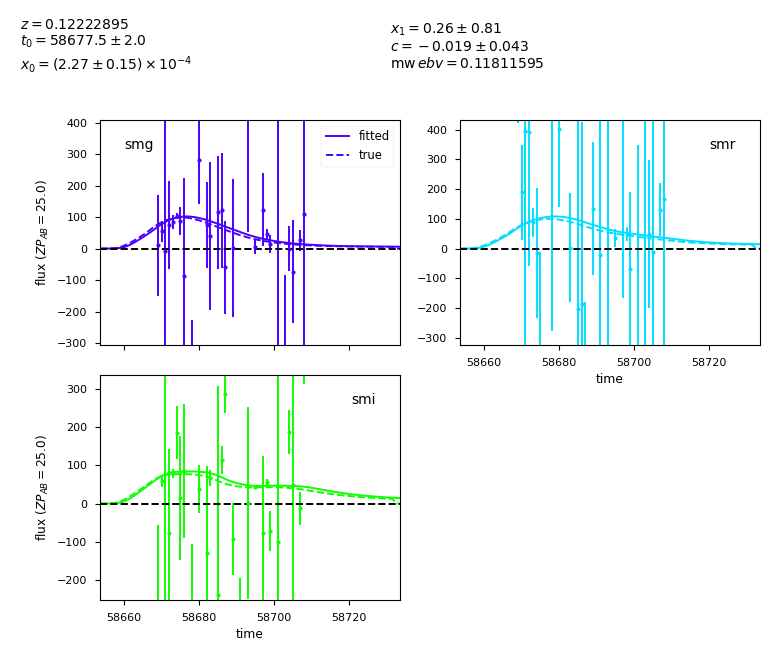 z = 0.12222895
t₀ = 58677.5 ± 2.0
x₀ = (2.27 ± 0.15) × 10⁻⁴
x₁ = 0.26 ± 0.81
c = −0.019 ± 0.043
mw ebv = 0.11811595
smg
fitted
true
400
300
200
100
0
−100
−200
−300
flux (ZP_AB = 25.0)
smr
400
300
200
100
0
−100
−200
−300
58660 58680 58700 58720
time
smi
300
200
100
0
−100
−200
flux (ZP_AB = 25.0)
58660 58680 58700 58720
time